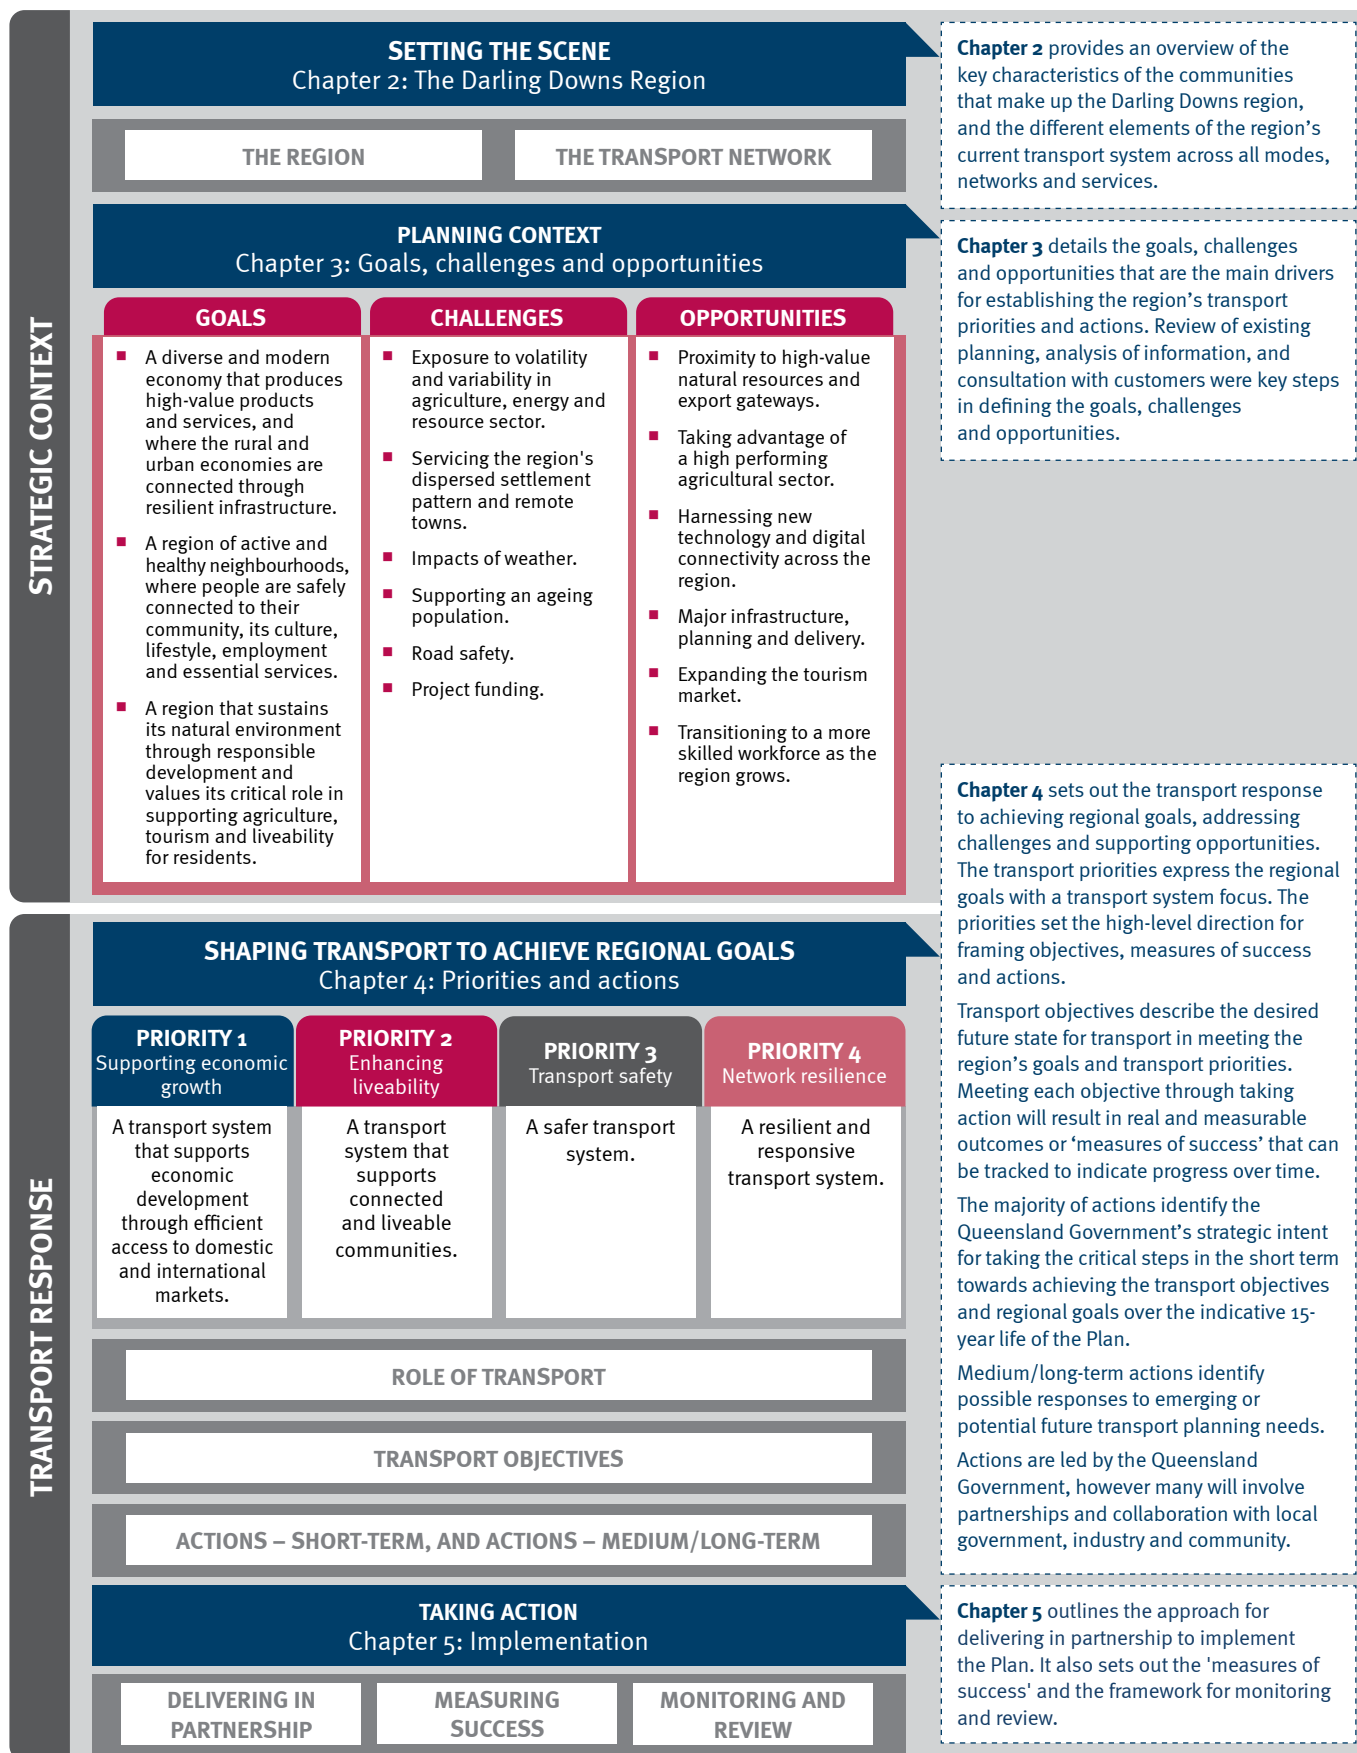 STRATEGIC CONTEXT
SETTING THE SCENE
Chapter 2: The Darling Downs Region
THE REGION
THE TRANSPORT NETWORK
Chapter 2 provides an overview of the
key characteristics of the communities
that make up the Darling Downs region,
and the different elements of the region's
current transport system across all modes,
networks and services.
PLANNING CONTEXT
Chapter 3: Goals, challenges and opportunities
Chapter 3 details the goals, challenges
and opportunities that are the main drivers
for establishing the region's transport
priorities and actions. Review of existing
planning, analysis of information, and
consultation with customers were key steps
in defining the goals, challenges
and opportunities.
GOALS
A diverse and modern
economy that produces
high-value products
and services, and
where the rural and
urban economies are
connected through
resilient infrastructure.
A region of active and
healthy neighbourhoods,
where people are safely
connected to their
community, its culture,
lifestyle, employment
and essential services.
A region that sustains
its natural environment
through responsible
development and
values its critical role in
supporting agriculture,
tourism and liveability
for residents.
CHALLENGES
Exposure to volatility
and variability in
agriculture, energy and
resource sector.
Servicing the region's
dispersed settlement
pattern and remote
towns.
Impacts of weather.
Supporting an ageing
population.
Road safety.
Project funding.
OPPORTUNITIES
Proximity to high-value
natural resources and
export gateways.
Taking advantage of
a high performing
agricultural sector.
Harnessing new
technology and digital
connectivity across the
region.
Major infrastructure,
planning and delivery.
Expanding the tourism
market.
Transitioning to a more
skilled workforce as the
region grows.
TRANSPORT RESPONSE
SHAPING TRANSPORT TO ACHIEVE REGIONAL GOALS
Chapter 4: Priorities and actions
PRIORITY 1
Supporting economic
growth
A transport system
that supports
economic
development
through efficient
access to domestic
and international
markets.
PRIORITY 2
Enhancing
liveability
A transport
system that
supports
connected
and liveable
communities.
PRIORITY 3
Transport safety
A safer transport
system.
PRIORITY 4
Network resilience
A resilient and
responsive
transport system.
ROLE OF TRANSPORT
TRANSPORT OBJECTIVES
ACTIONS – SHORT-TERM, AND ACTIONS – MEDIUM/LONG-TERM
Chapter 4 sets out the transport response
to achieving regional goals, addressing
challenges and supporting opportunities.
The transport priorities express the regional
goals with a transport system focus. The
priorities set the high-level direction for
framing objectives, measures of success
and actions.
Transport objectives describe the desired
future state for transport in meeting the
region's goals and transport priorities.
Meeting each objective through taking
action will result in real and measurable
outcomes or ‘measures of success’ that can
be tracked to indicate progress over time.
The majority of actions identify the
Queensland Government's strategic intent
for taking the critical steps in the short term
towards achieving the transport objectives
and regional goals over the indicative 15-
year life of the Plan.
Medium/long-term actions identify
possible responses to emerging or
potential future transport planning needs.
Actions are led by the Queensland
Government, however many will involve
partnerships and collaboration with local
government, industry and community.
TAKING ACTION
Chapter 5: Implementation
DELIVERING IN
PARTNERSHIP
MEASURING
SUCCESS
MONITORING AND
REVIEW
Chapter 5 outlines the approach for
delivering in partnership to implement
the Plan. It also sets out the 'measures of
success' and the framework for monitoring
and review.